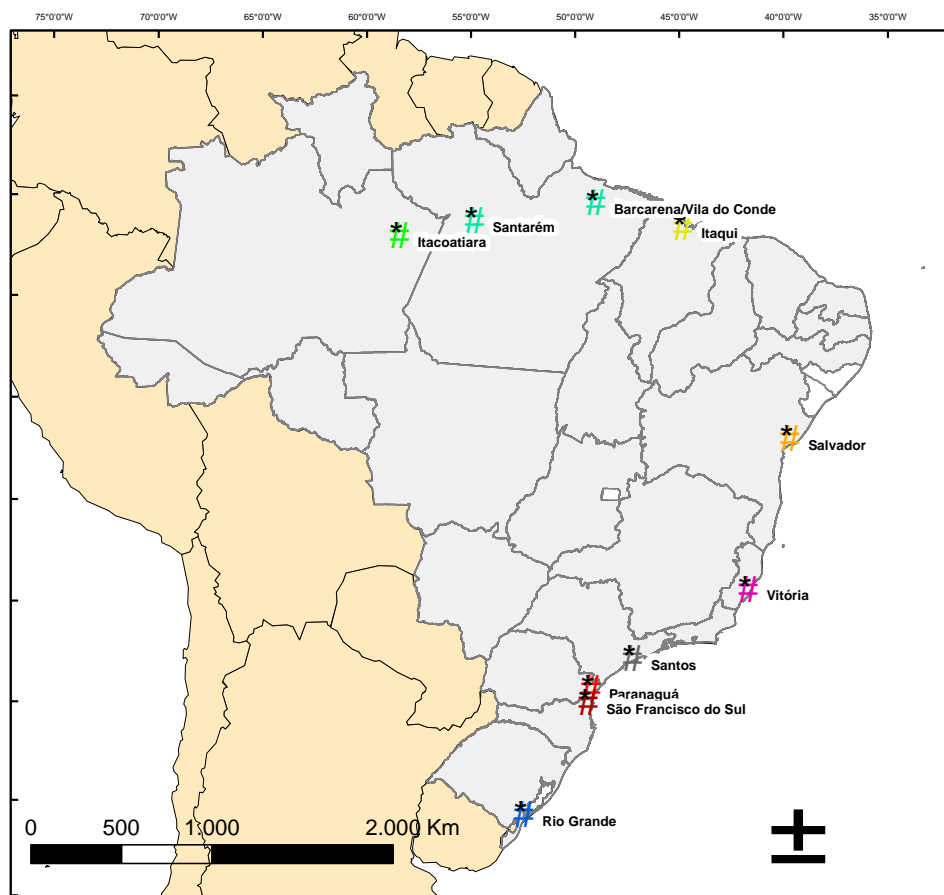 75°0'0"W 70°0'0"W 65°0'0"W 60°0'0"W 55°0'0"W 50°0'0"W 45°0'0"W 40°0'0"W 35°0'0"W
Barcarena/Vila do Conde
Santarém
Itaqui
Itacoatiara
Salvador
Vitória
Santos
Paranaguá
São Francisco do Sul
Rio Grande
0 500 1.000 2.000 Km